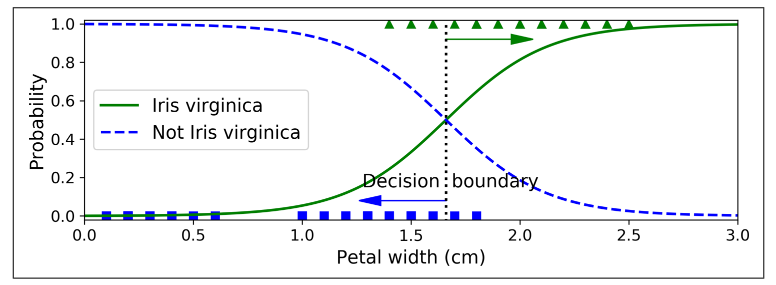 1.0
0.8
0.6
0.4
0.2
0.0
Probability
Iris virginica
Not Iris virginica
Decision boundary
0.0 0.5 1.0 1.5 2.0 2.5 3.0
Petal width (cm)